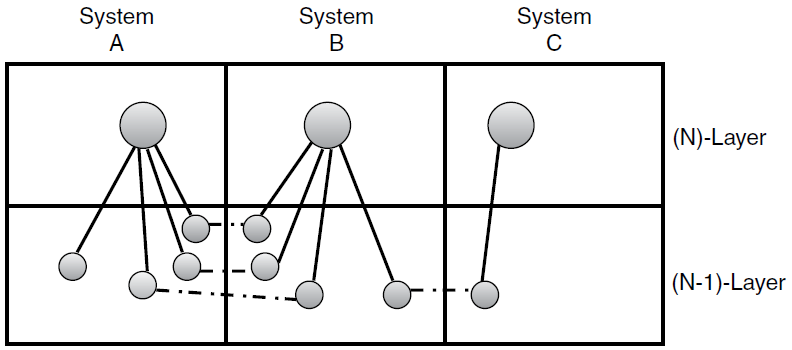 System
A
System
B
System
C
(N)-Layer
(N-1)-Layer